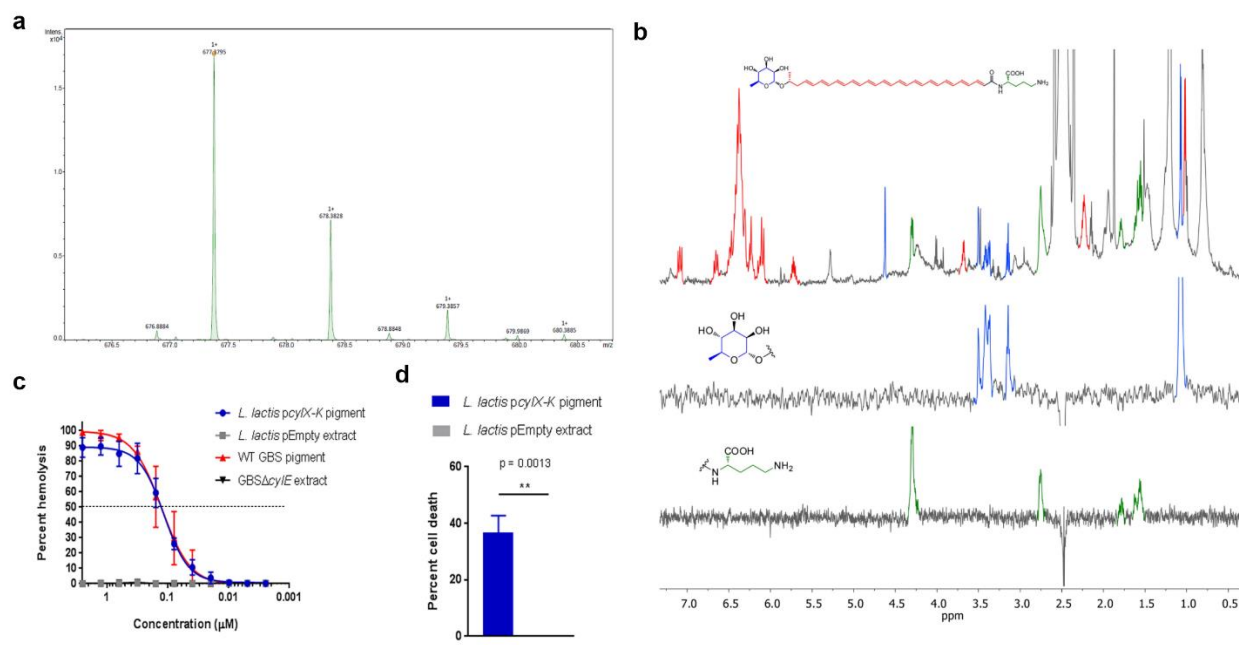 a
Intens.
x10⁴
1.5
1.0
0.5
0.0
1+
1+
678.3828
1+
679.3857
1+
680.3885
676.8884
678.8848
679.9869
676.5
677.0
677.5
678.0
678.5
679.0
679.5
680.0
680.5
m/z
b
OH
HO
OH
O
O
O
N
H
COOH
NH₂
OH
HO
OH
O
O
COOH
N
H
NH₂
7.0
6.5
6.0
5.5
5.0
4.5
4.0
3.5
3.0
2.5
2.0
1.5
1.0
0.5
ppm
c
L. lactis pcylX-K pigment
L. lactis pEmpty extract
WT GBS pigment
GBSΔcylE extract
Percent hemolysis
100
90
80
70
60
50
40
30
20
10
0
1
0.1
0.01
0.001
Concentration (µM)
d
L. lactis pcylX-K pigment
L. lactis pEmpty extract
p = 0.0013
**
Percent cell death
60
40
20
0